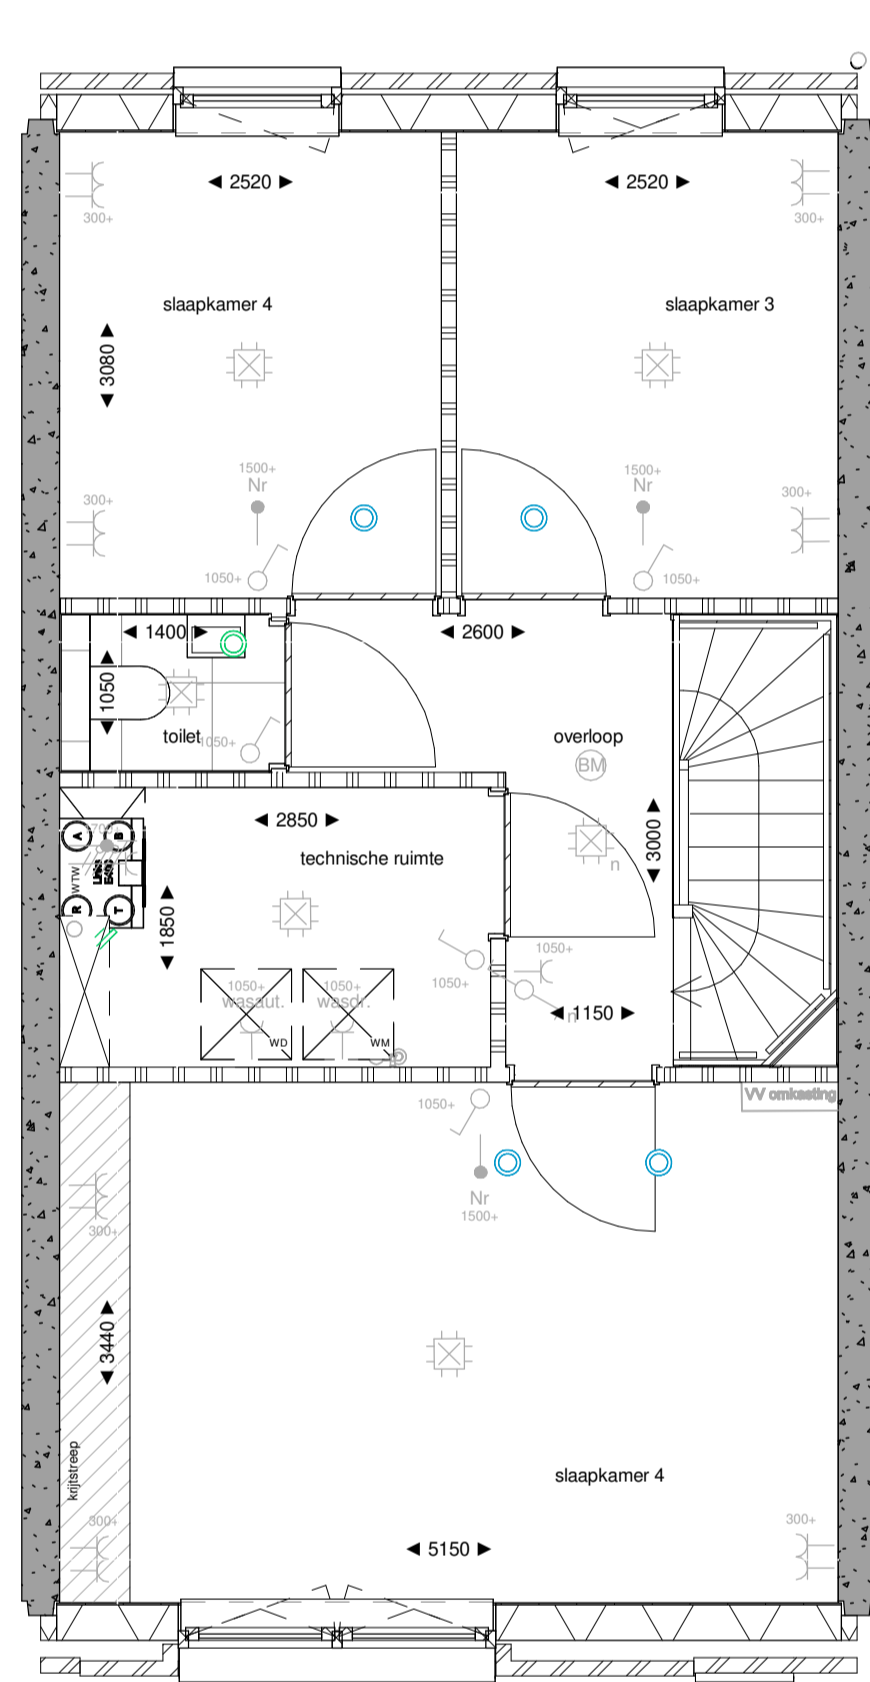 2520
2520
300+
300+
slaapkamer 4
slaapkamer 3
3080
1500+
Nr
1500+
Nr
300+
300+
1050+
1050+
1400
2600
1050
toilet
1050+
overloop
BM
2850
3000
technische ruimte
n
A
B
WTW
R
T
1850
1050+
1050+
1050+
1050+
wasaut.
wasdr.
n
1150
WD
WM
VV omkasting
1050+
Nr
1500+
300+
3440
krijtstreep
slaapkamer 4
300+
300+
5150